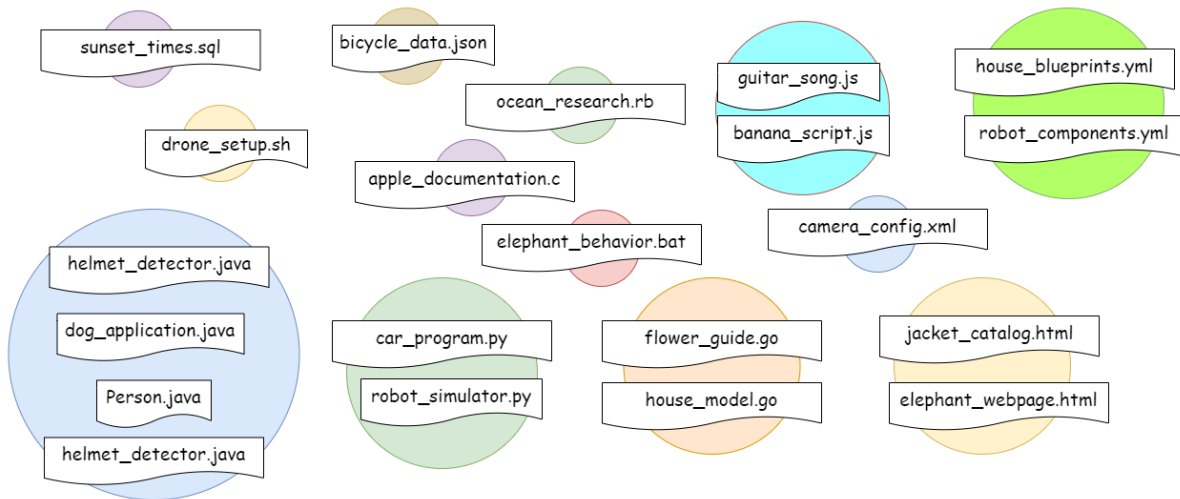 sunset_times.sql
bicycle_data.json
ocean_research.rb
guitar_song.js
banana_script.js
house_blueprints.yml
robot_components.yml
drone_setup.sh
apple_documentation.c
elephant_behavior.bat
camera_config.xml
helmet_detector.java
dog_application.java
Person.java
helmet_detector.java
car_program.py
robot_simulator.py
flower_guide.go
house_model.go
jacket_catalog.html
elephant_webpage.html